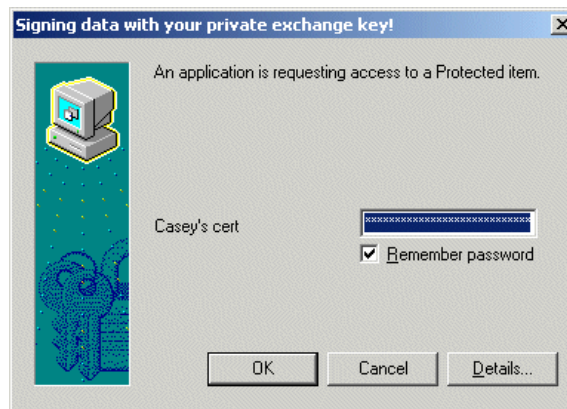 Signing data with your private exchange key!
An application is requesting access to a Protected item.
Casey's cert
****************************
Remember password
OK
Cancel
Details...